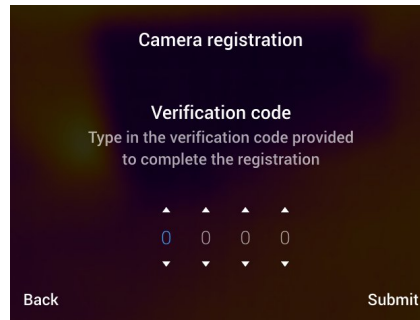 Camera registration
Verification code
Type in the verification code provided
to complete the registration
0 0 0 0
Back Submit